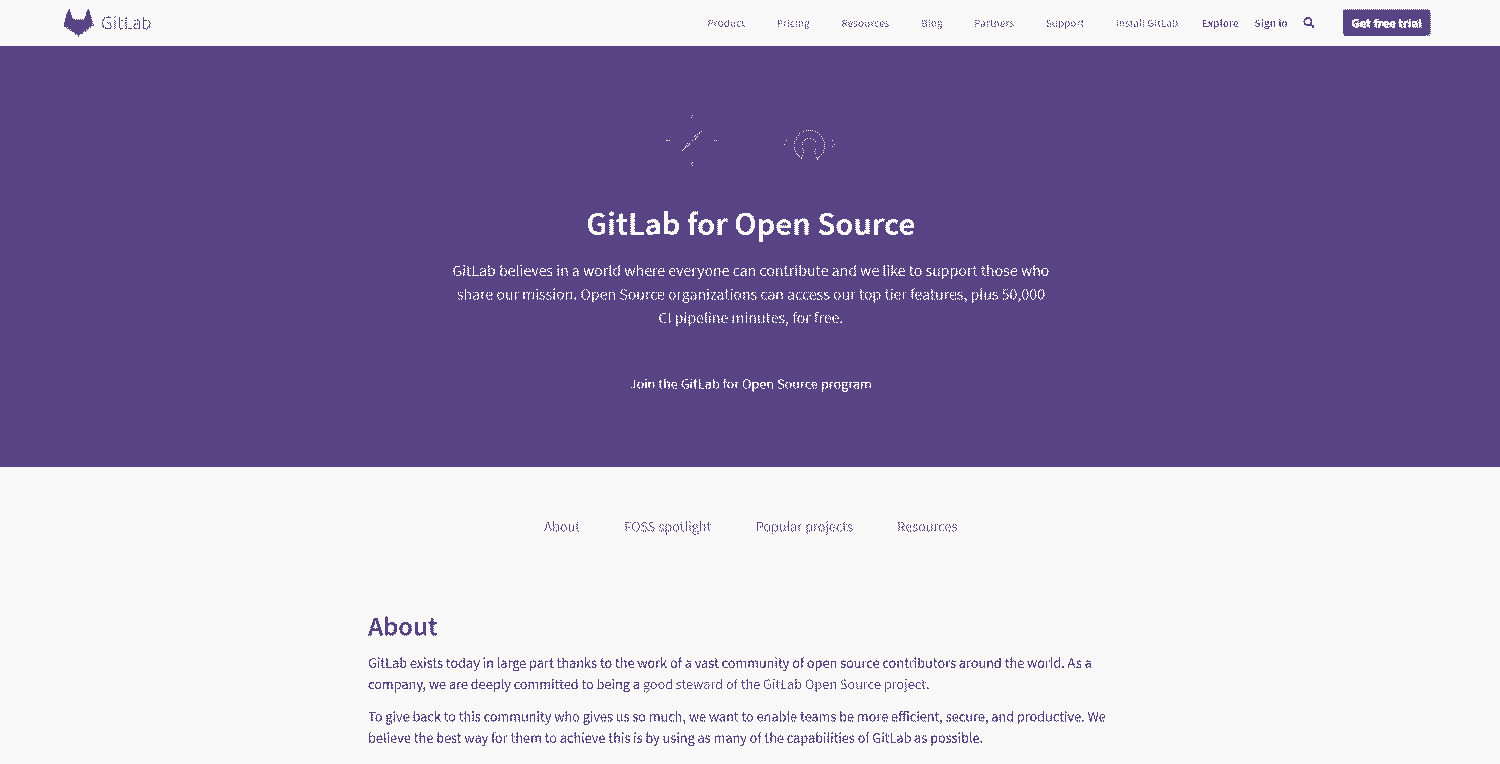 GitLab
Product Pricing Resources Blog Partners Support Install GitLab Explore Sign in Get free trial
GitLab for Open Source
GitLab believes in a world where everyone can contribute and we like to support those who
share our mission. Open Source organizations can access our top tier features, plus 50,000
CI pipeline minutes, for free.
Join the GitLab for Open Source program
About FOSS spotlight Popular projects Resources
About
GitLab exists today in large part thanks to the work of a vast community of open source contributors around the world. As a
company, we are deeply committed to being a good steward of the GitLab Open Source project.
To give back to this community who gives us so much, we want to enable teams be more efficient, secure, and productive. We
believe the best way for them to achieve this is by using as many of the capabilities of GitLab as possible.